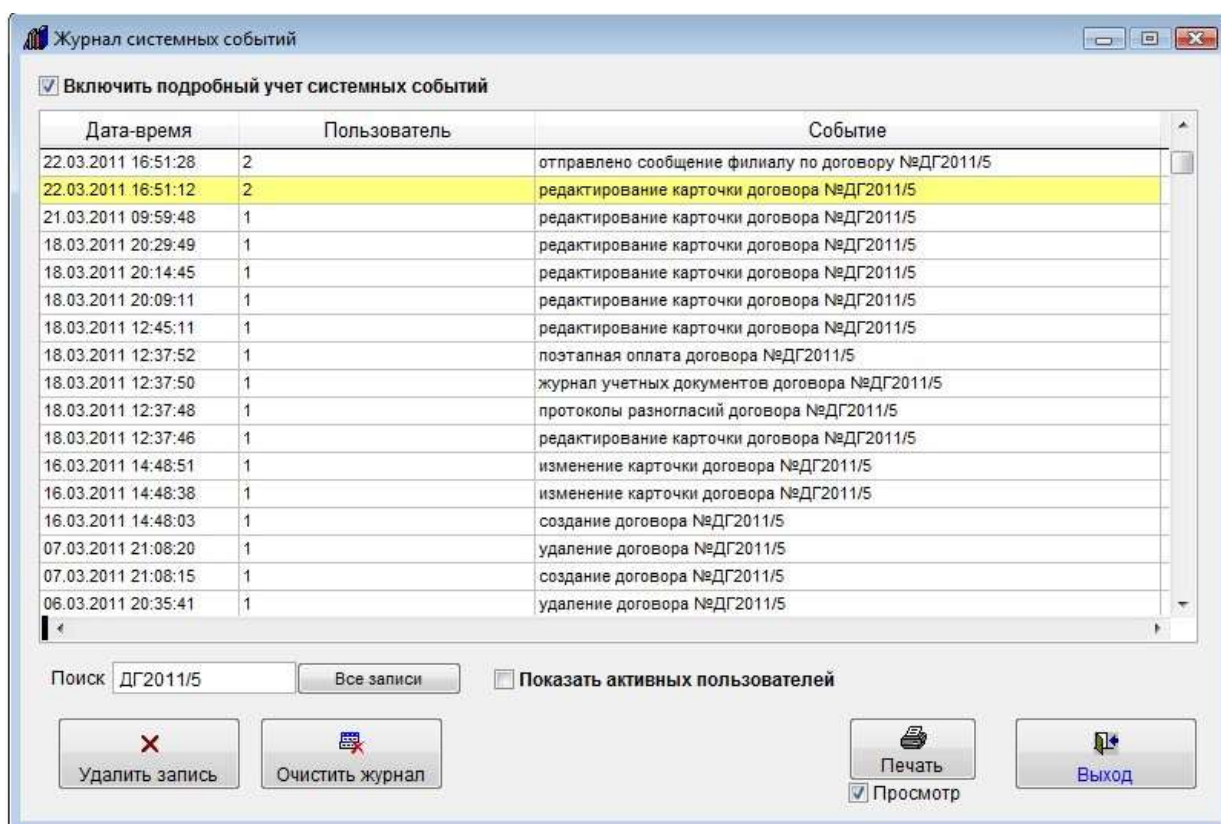 Журнал системных событий
Включить подробный учет системных событий
Дата-время Пользователь Событие
22.03.2011 16:51:28 2 отправлено сообщение филиалу по договору №ДГ2011/5
22.03.2011 16:51:12 2 редактирование карточки договора №ДГ2011/5
21.03.2011 09:59:48 1 редактирование карточки договора №ДГ2011/5
18.03.2011 20:29:49 1 редактирование карточки договора №ДГ2011/5
18.03.2011 20:14:45 1 редактирование карточки договора №ДГ2011/5
18.03.2011 20:09:11 1 редактирование карточки договора №ДГ2011/5
18.03.2011 12:45:11 1 редактирование карточки договора №ДГ2011/5
18.03.2011 12:37:52 1 поэтапная оплата договора №ДГ2011/5
18.03.2011 12:37:50 1 журнал учетных документов договора №ДГ2011/5
18.03.2011 12:37:48 1 протоколы разногласий договора №ДГ2011/5
18.03.2011 12:37:46 1 редактирование карточки договора №ДГ2011/5
16.03.2011 14:48:51 1 изменение карточки договора №ДГ2011/5
16.03.2011 14:48:38 1 изменение карточки договора №ДГ2011/5
16.03.2011 14:48:03 1 создание договора №ДГ2011/5
07.03.2011 21:08:20 1 удаление договора №ДГ2011/5
07.03.2011 21:08:15 1 создание договора №ДГ2011/5
06.03.2011 20:35:41 1 удаление договора №ДГ2011/5
Поиск ДГ2011/5 Все записи Показать активных пользователей
Удалить запись Очистить журнал Печать Выход
Просмотр